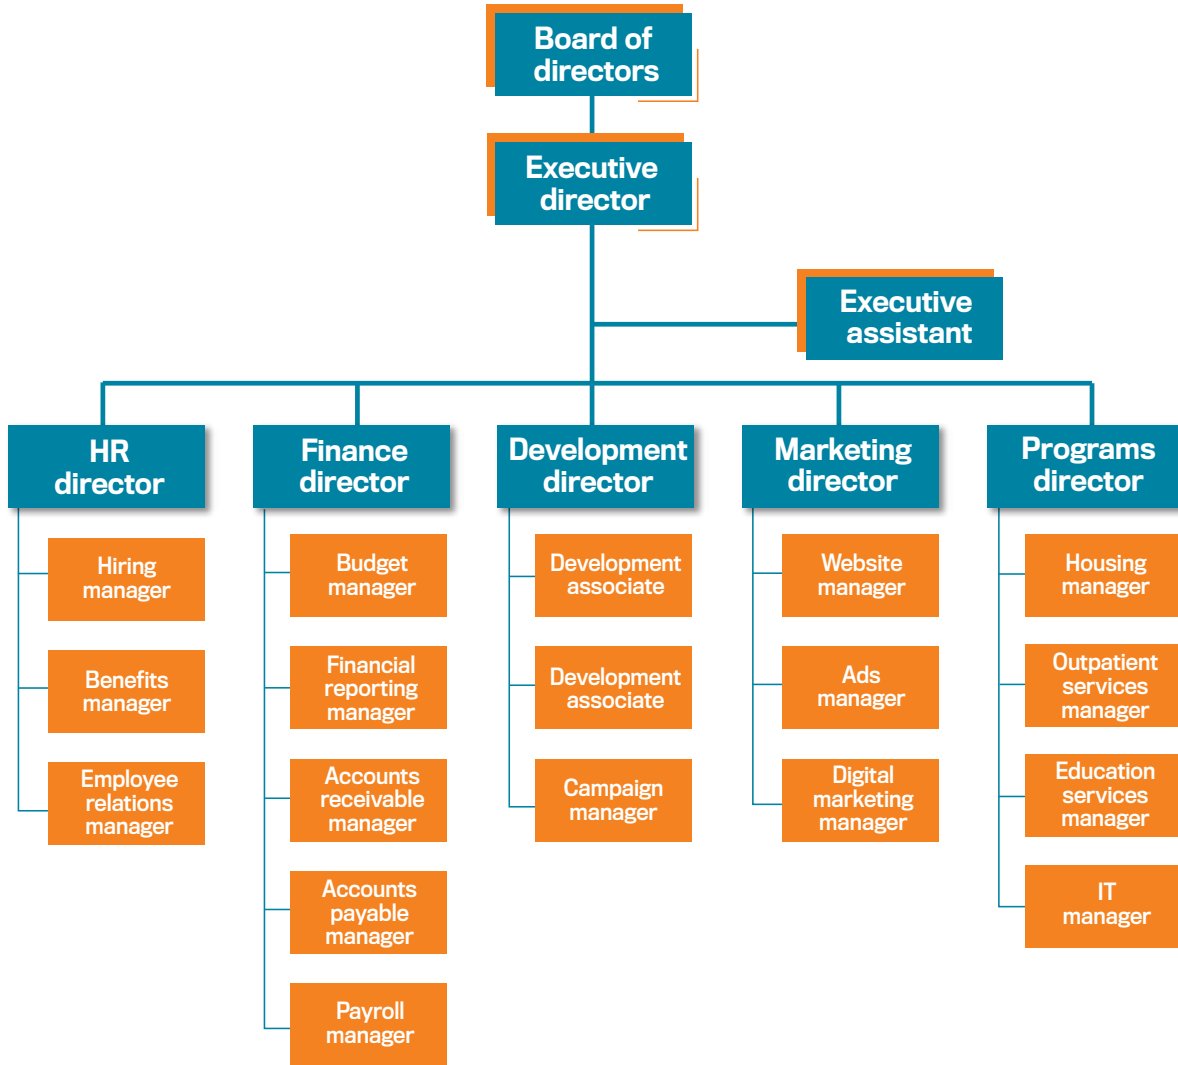 Board of
directors
Executive
director
Executive
assistant
HR
director
Finance
director
Development
director
Marketing
director
Programs
director
Hiring
manager
Benefits
manager
Employee
relations
manager
Budget
manager
Financial
reporting
manager
Accounts
receivable
manager
Accounts
payable
manager
Payroll
manager
Development
associate
Development
associate
Campaign
manager
Website
manager
Ads
manager
Digital
marketing
manager
Housing
manager
Outpatient
services
manager
Education
services
manager
IT
manager